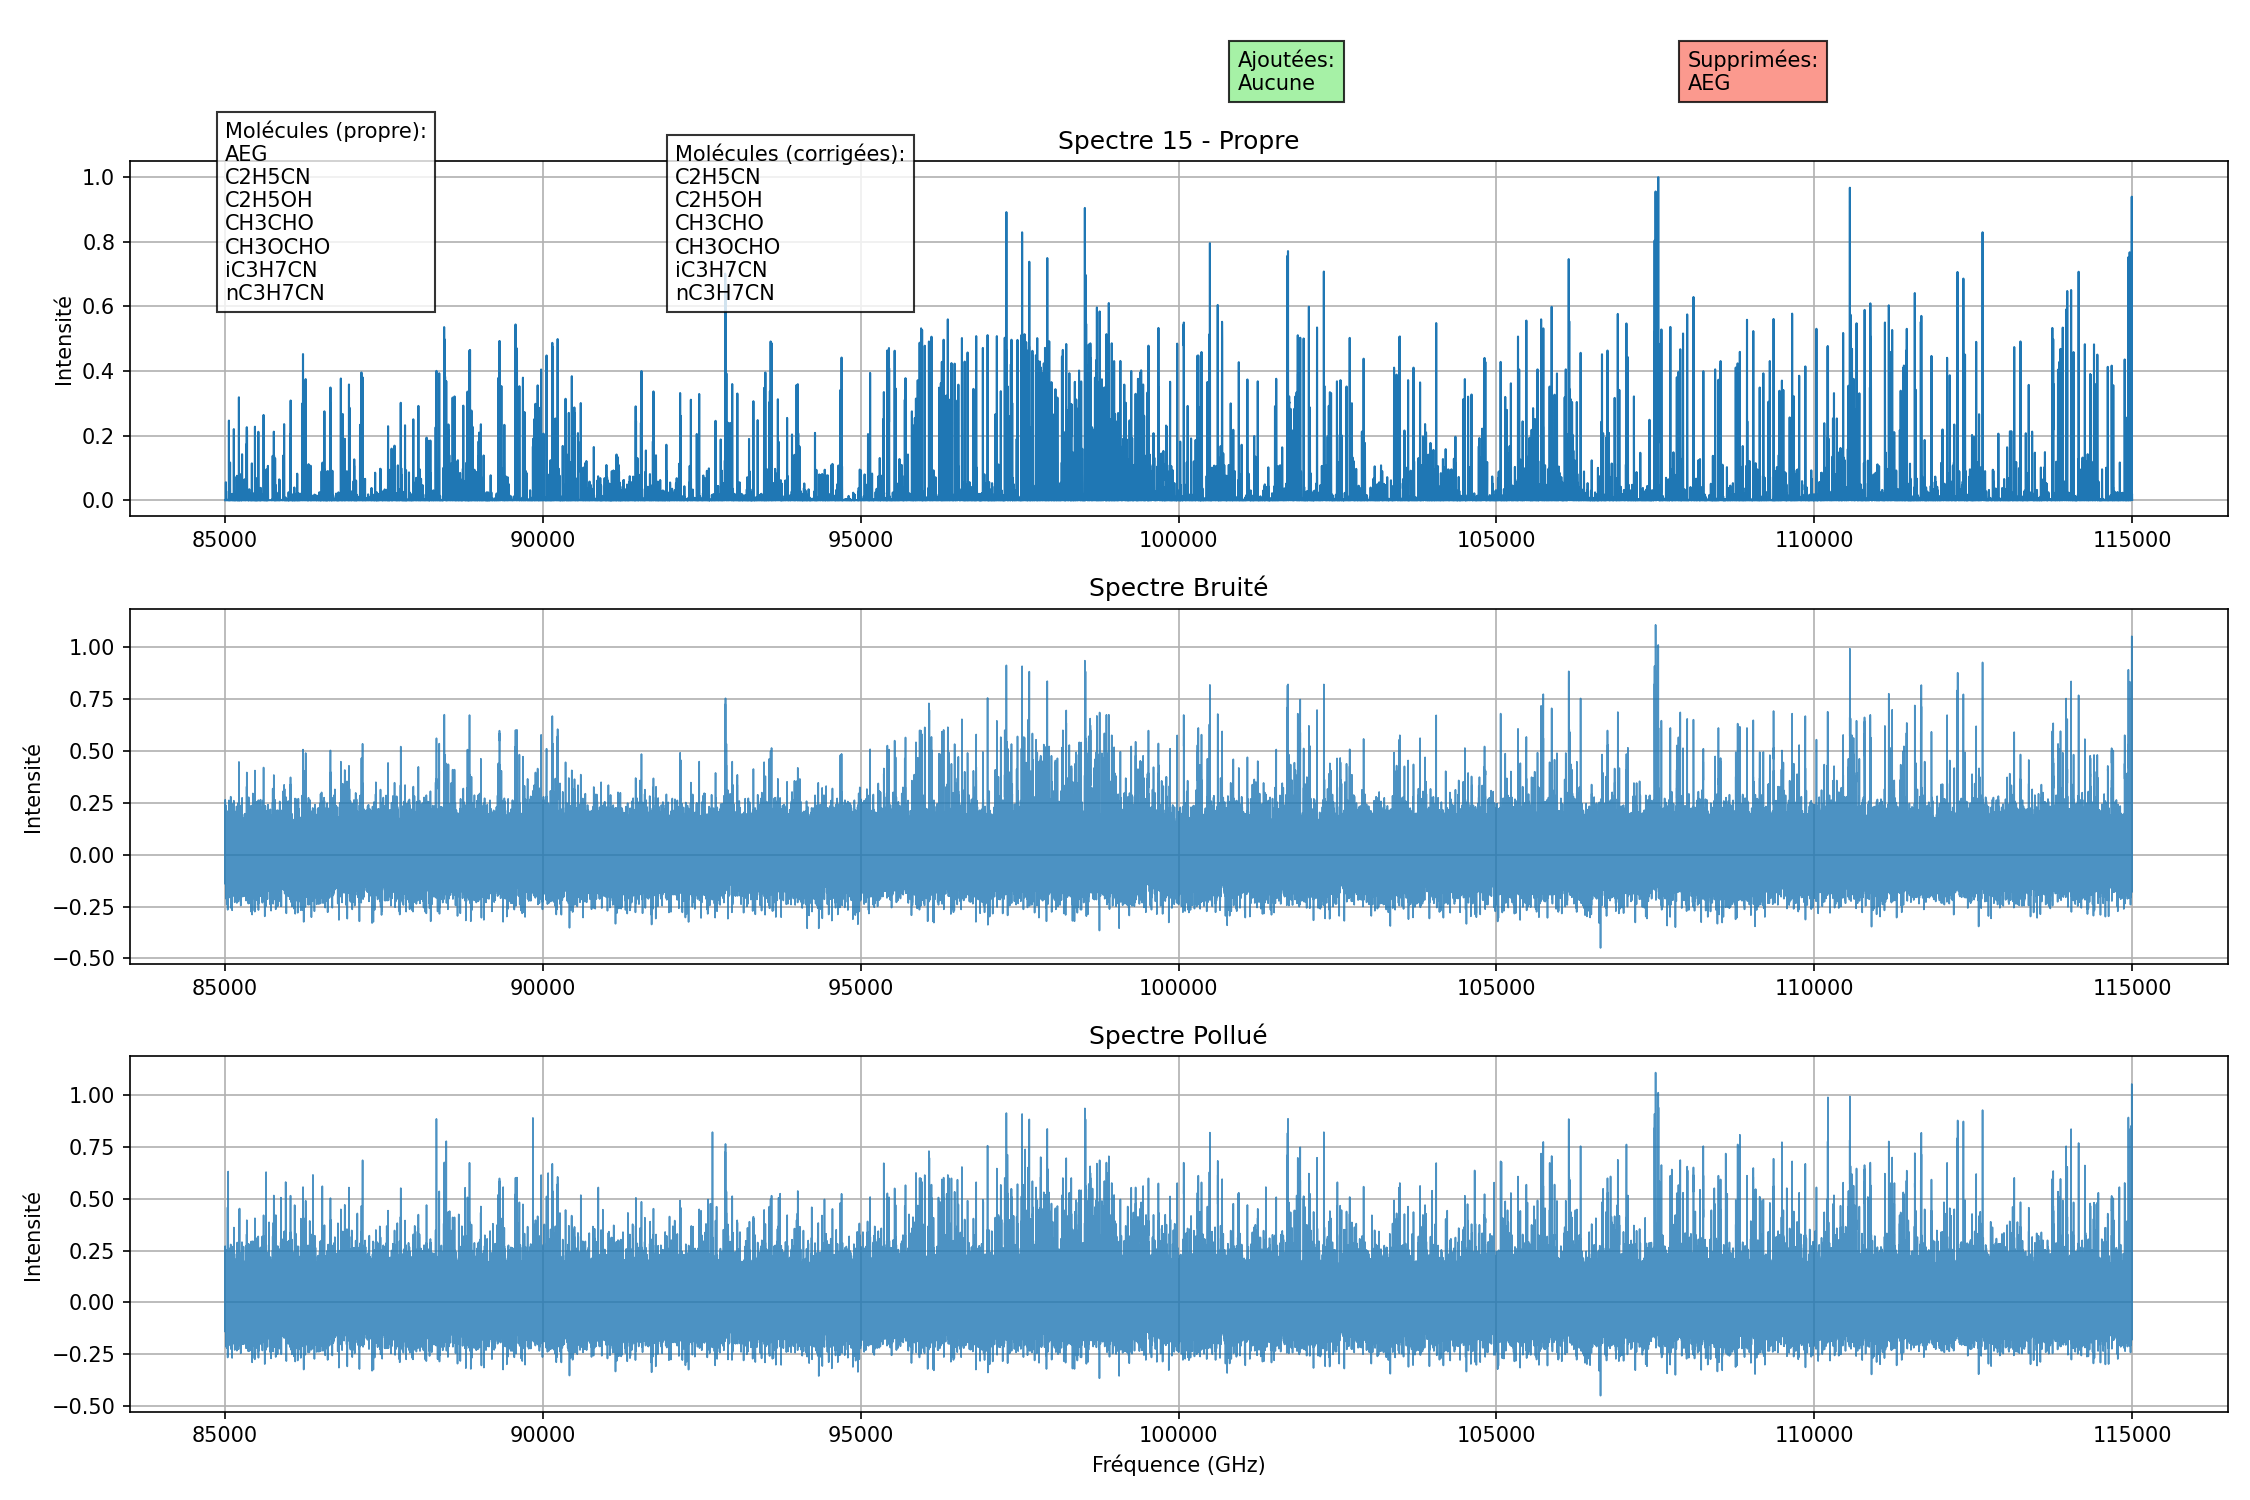 Ajoutées:
Aucune
Supprimées:
AEG
Molécules (propre):
AEG
C2H5CN
C2H5OH
CH3CHO
CH3OCHO
iC3H7CN
nC3H7CN
Molécules (corrigées):
C2H5CN
C2H5OH
CH3CHO
CH3OCHO
iC3H7CN
nC3H7CN
Spectre 15 - Propre
Intensité
1.0
0.8
0.6
0.4
0.2
0.0
85000 90000 95000 100000 105000 110000 115000
Spectre Bruité
Intensité
1.00
0.75
0.50
0.25
0.00
−0.25
−0.50
85000 90000 95000 100000 105000 110000 115000
Spectre Pollué
Intensité
1.00
0.75
0.50
0.25
0.00
−0.25
−0.50
85000 90000 95000 100000 105000 110000 115000
Fréquence (GHz)